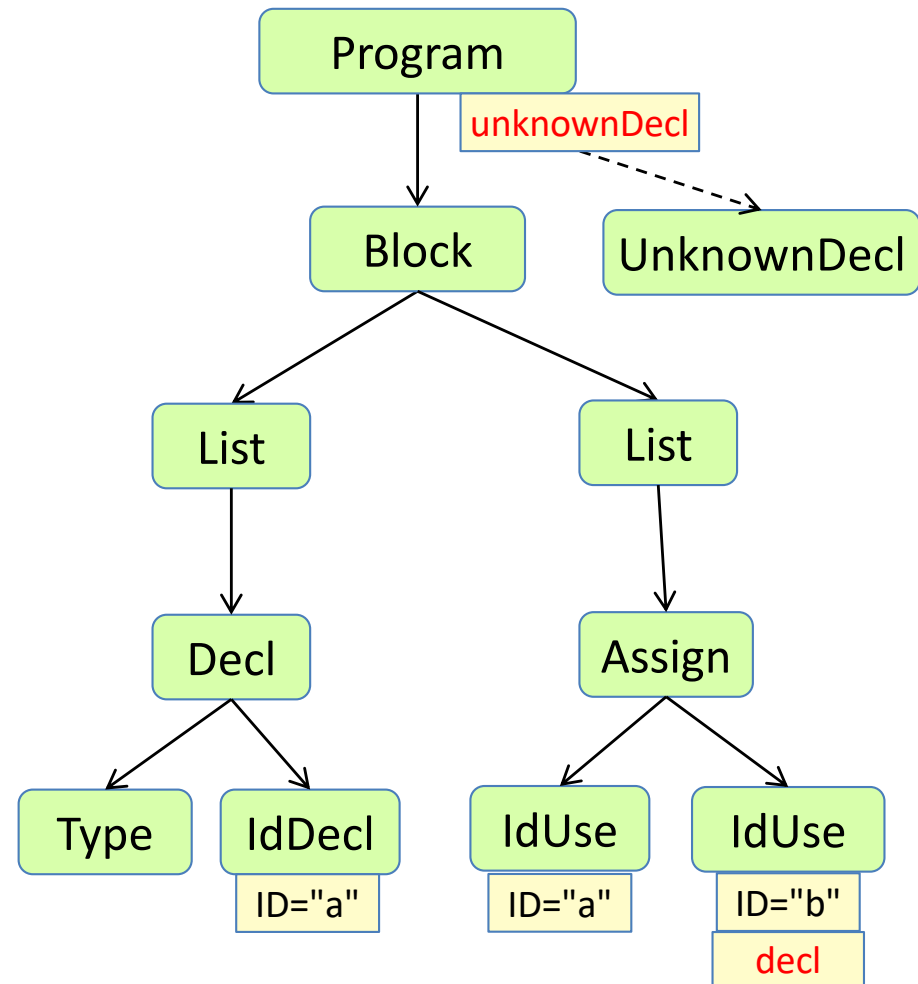 Program
unknownDecl
Block
UnknownDecl
List
List
Decl
Assign
Type
IdDecl
IdUse
IdUse
ID="a"
ID="a"
ID="b"
decl